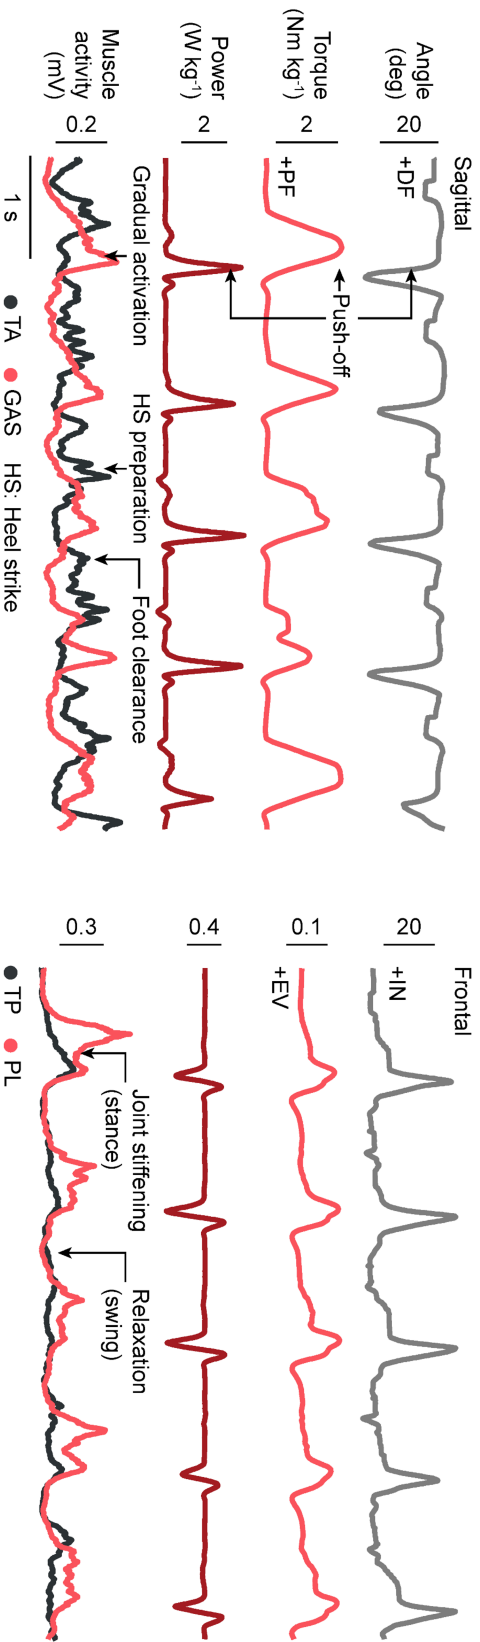 Sagittal
Angle
(deg)
20
+DF
Torque
(Nm kg⁻¹)
2
+PF
Push-off
Power
(W kg⁻¹)
2
Muscle
activity
(mV)
0.2
Gradual activation
HS preparation
Foot clearance
1 s
TA
GAS
HS: Heel strike
Frontal
20
+IN
0.1
+EV
0.4
0.3
Joint stiffening
(stance)
Relaxation
(swing)
TP
PL